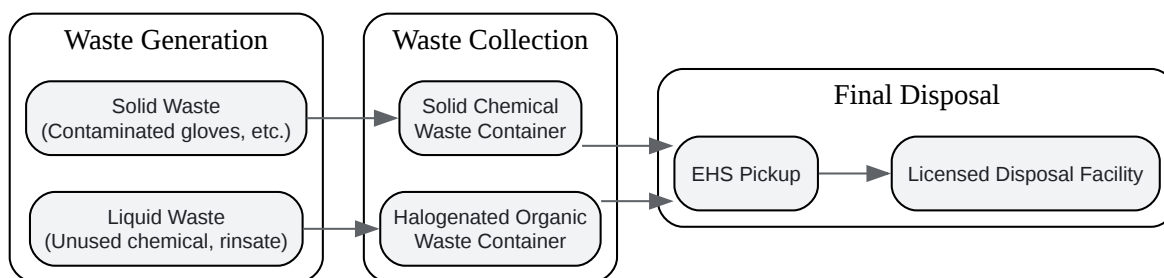 Waste Generation
Solid Waste
(Contaminated gloves, etc.)
Liquid Waste
(Unused chemical, rinsate)
Waste Collection
Solid Chemical
Waste Container
Halogenated Organic
Waste Container
Final Disposal
EHS Pickup
Licensed Disposal Facility